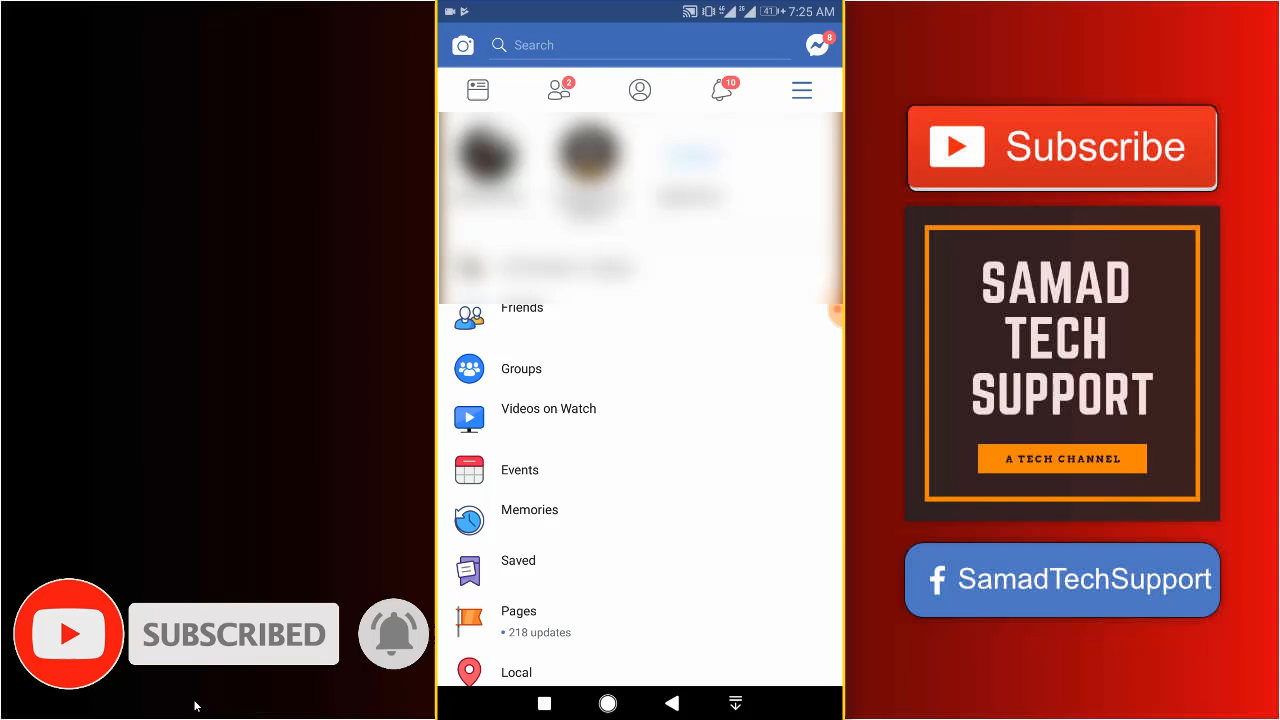 41
7:25 AM
Search
8
2
10
Friends
Groups
Videos on Watch
Events
Memories
Saved
Pages
• 218 updates
Local
SUBSCRIBED
Subscribe
SAMAD
TECH
SUPPORT
A TECH CHANNEL
f SamadTechSupport